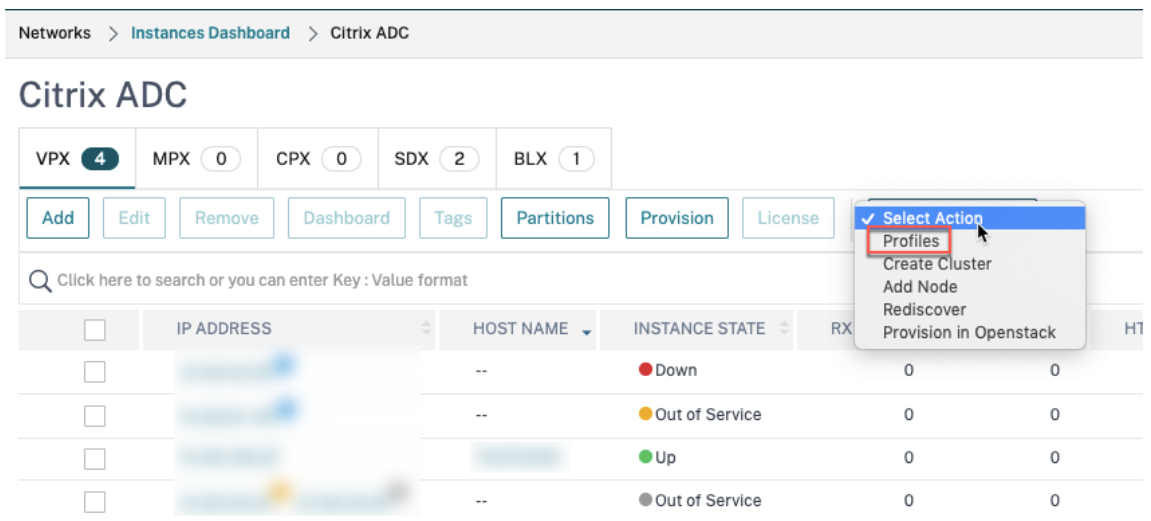 Networks > Instances Dashboard > Citrix ADC
Citrix ADC
VPX 4 MPX 0 CPX 0 SDX 2 BLX 1
Add Edit Remove Dashboard Tags Partitions Provision License
✓ Select Action
Profiles
Create Cluster
Add Node
Rediscover
Provision in Openstack
Click here to search or you can enter Key : Value format
IP ADDRESS HOST NAME INSTANCE STATE RX HT
-- Down 0 0
-- Out of Service 0 0
Up 0 0
-- Out of Service 0 0